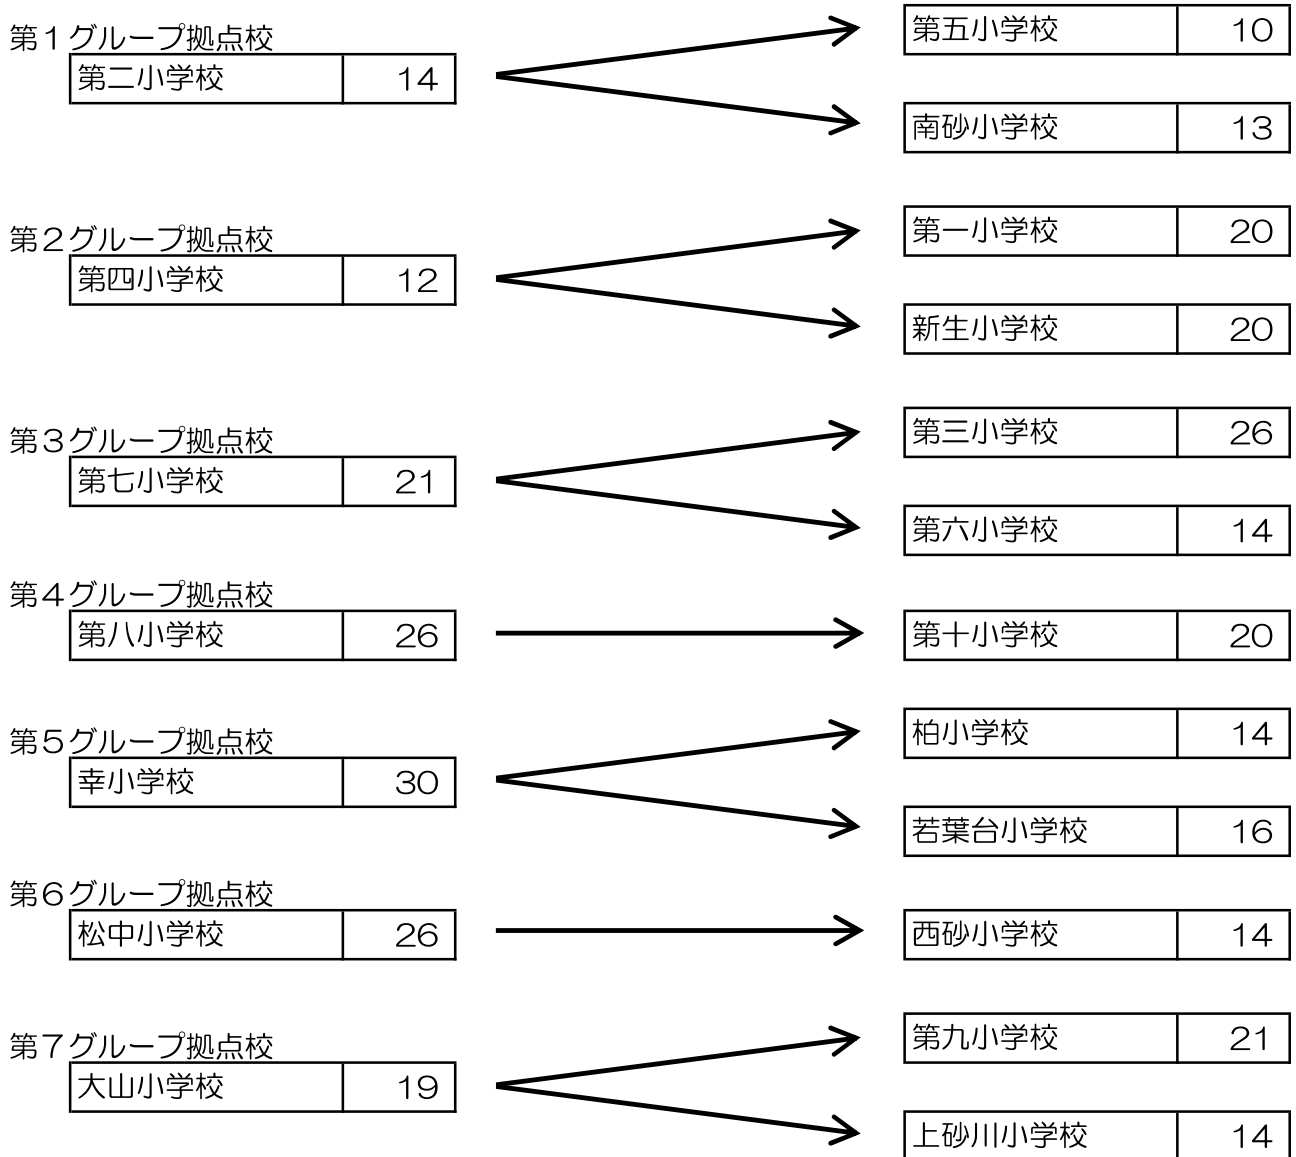 第１グループ拠点校
第二小学校 14
第五小学校 10
南砂小学校 13
第２グループ拠点校
第四小学校 12
第一小学校 20
新生小学校 20
第３グループ拠点校
第七小学校 21
第三小学校 26
第六小学校 14
第４グループ拠点校
第八小学校 26
第十小学校 20
第５グループ拠点校
幸小学校 30
柏小学校 14
若葉台小学校 16
第６グループ拠点校
松中小学校 26
西砂小学校 14
第７グループ拠点校
大山小学校 19
第九小学校 21
上砂川小学校 14